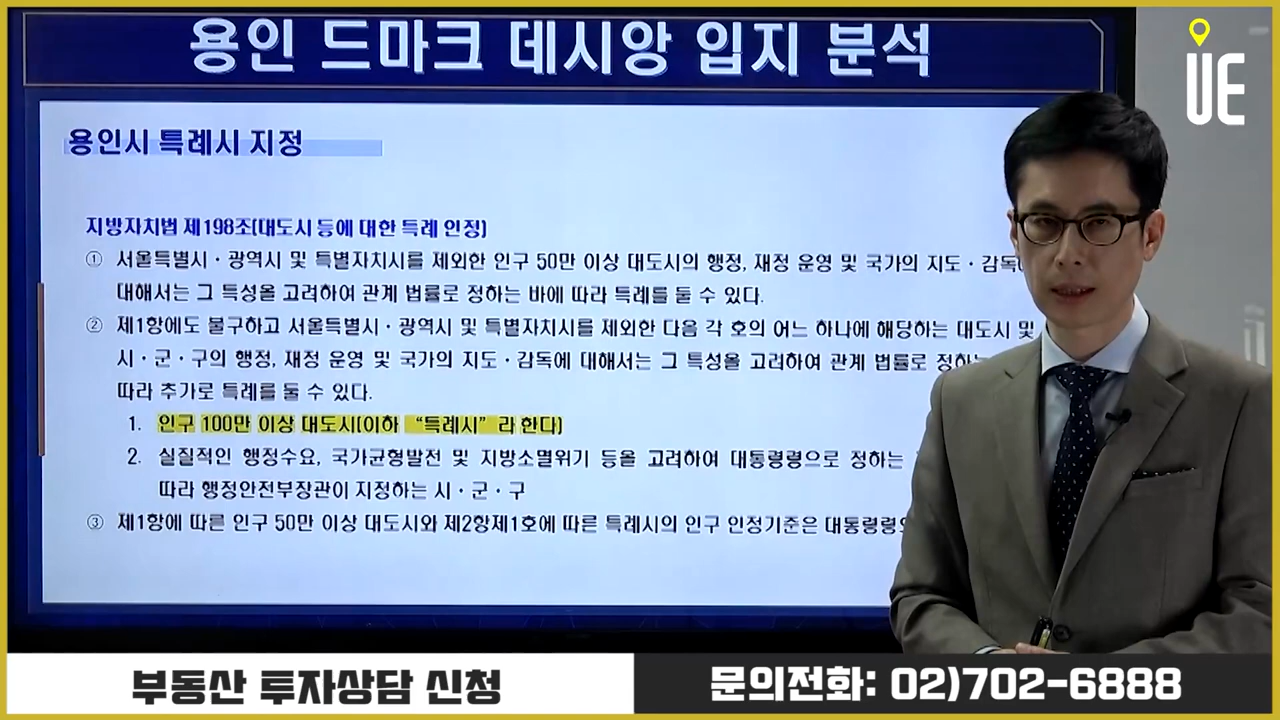 용인 드마크 데시앙 입지 분석
UE
용인시 특례시 지정
지방자치법 제198조(대도시 등에 대한 특례 인정)
① 서울특별시·광역시 및 특별자치시를 제외한 인구 50만 이상 대도시의 행정, 재정 운영 및 국가의 지도·감독에
대해서는 그 특성을 고려하여 관계 법률로 정하는 바에 따라 특례를 둘 수 있다.
② 제1항에도 불구하고 서울특별시·광역시 및 특별자치시를 제외한 다음 각 호의 어느 하나에 해당하는 대도시 및
시·군·구의 행정, 재정 운영 및 국가의 지도·감독에 대해서는 그 특성을 고려하여 관계 법률로 정하는
따라 추가로 특례를 둘 수 있다.
1. 인구 100만 이상 대도시(이하 “특례시” 라 한다)
2. 실질적인 행정수요, 국가균형발전 및 지방소멸위기 등을 고려하여 대통령령으로 정하는
따라 행정안전부장관이 지정하는 시·군·구
③ 제1항에 따른 인구 50만 이상 대도시와 제2항제1호에 따른 특례시의 인구 인정기준은 대통령령으
부동산 투자상담 신청
문의전화: 02)702-6888